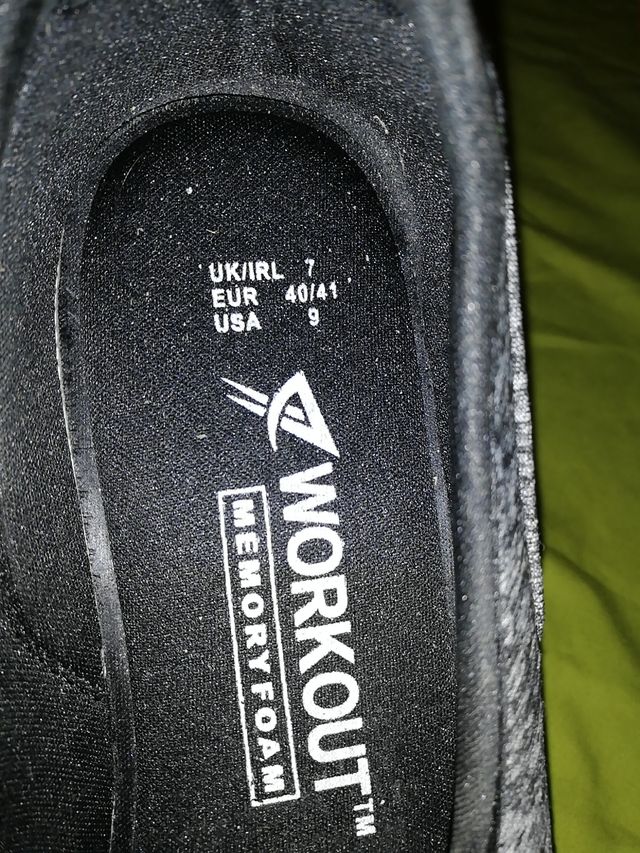 UK/IRL 7
EUR 40/41
USA 9
WORKOUT™
MEMORY FOAM